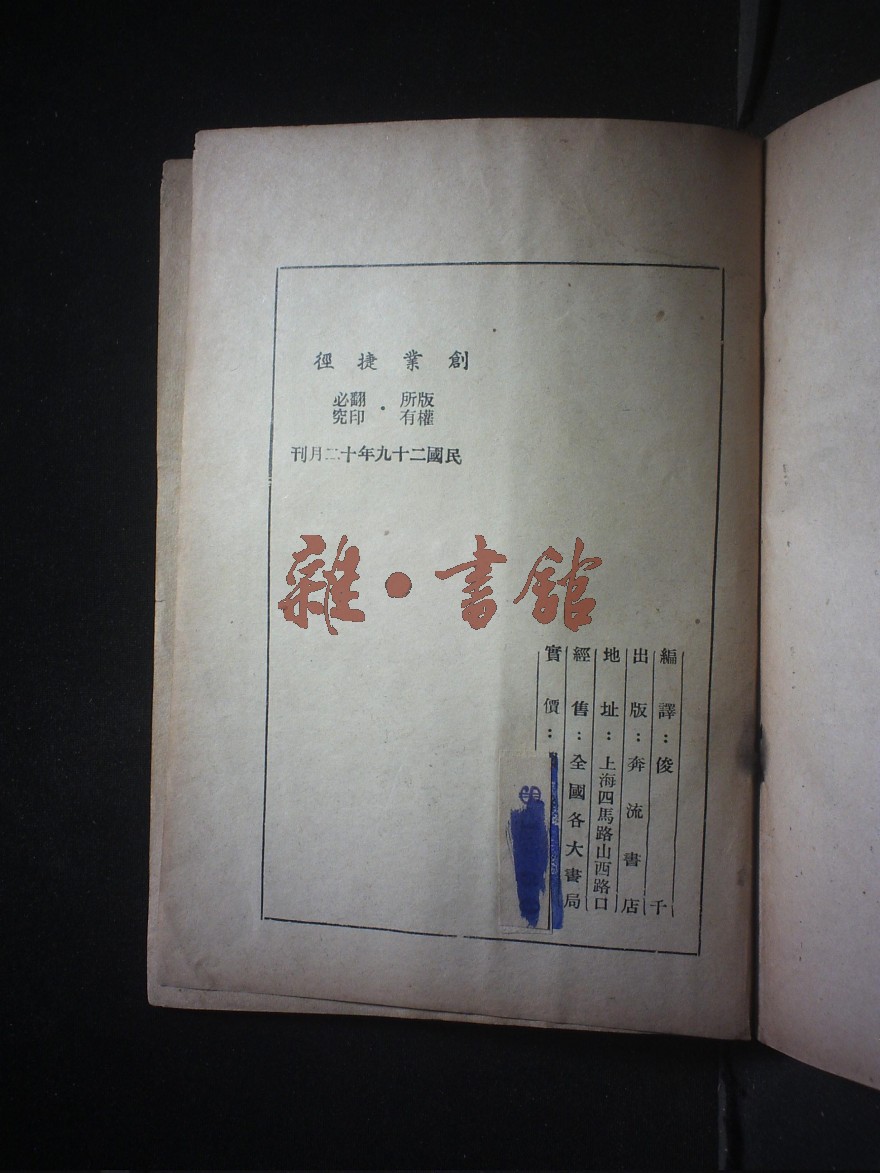 創業捷徑
版權所有・翻印必究
民國二十九年十二月刊
雜・書館
編譯：俊千
出版：奔流書店
地址：上海四馬路山西路口
經售：全國各大書局
實價：